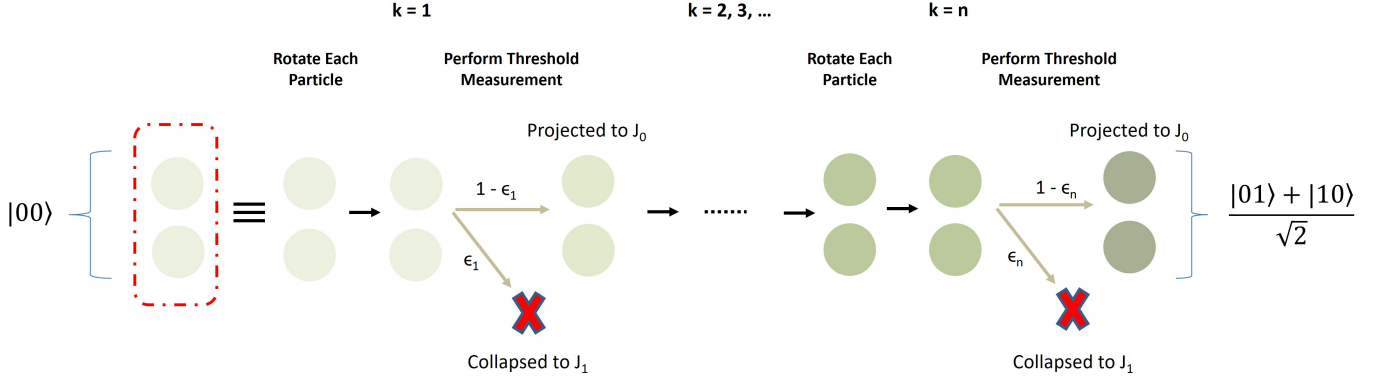 k = 1
k = 2, 3, ...
k = n
Rotate Each
Particle
Perform Threshold
Measurement
Rotate Each
Particle
Perform Threshold
Measurement
Projected to J₀
Projected to J₀
|00⟩
1 - ϵ₁
ϵ₁
1 - ϵₙ
ϵₙ
|01⟩ + |10⟩
√2
Collapsed to J₁
Collapsed to J₁